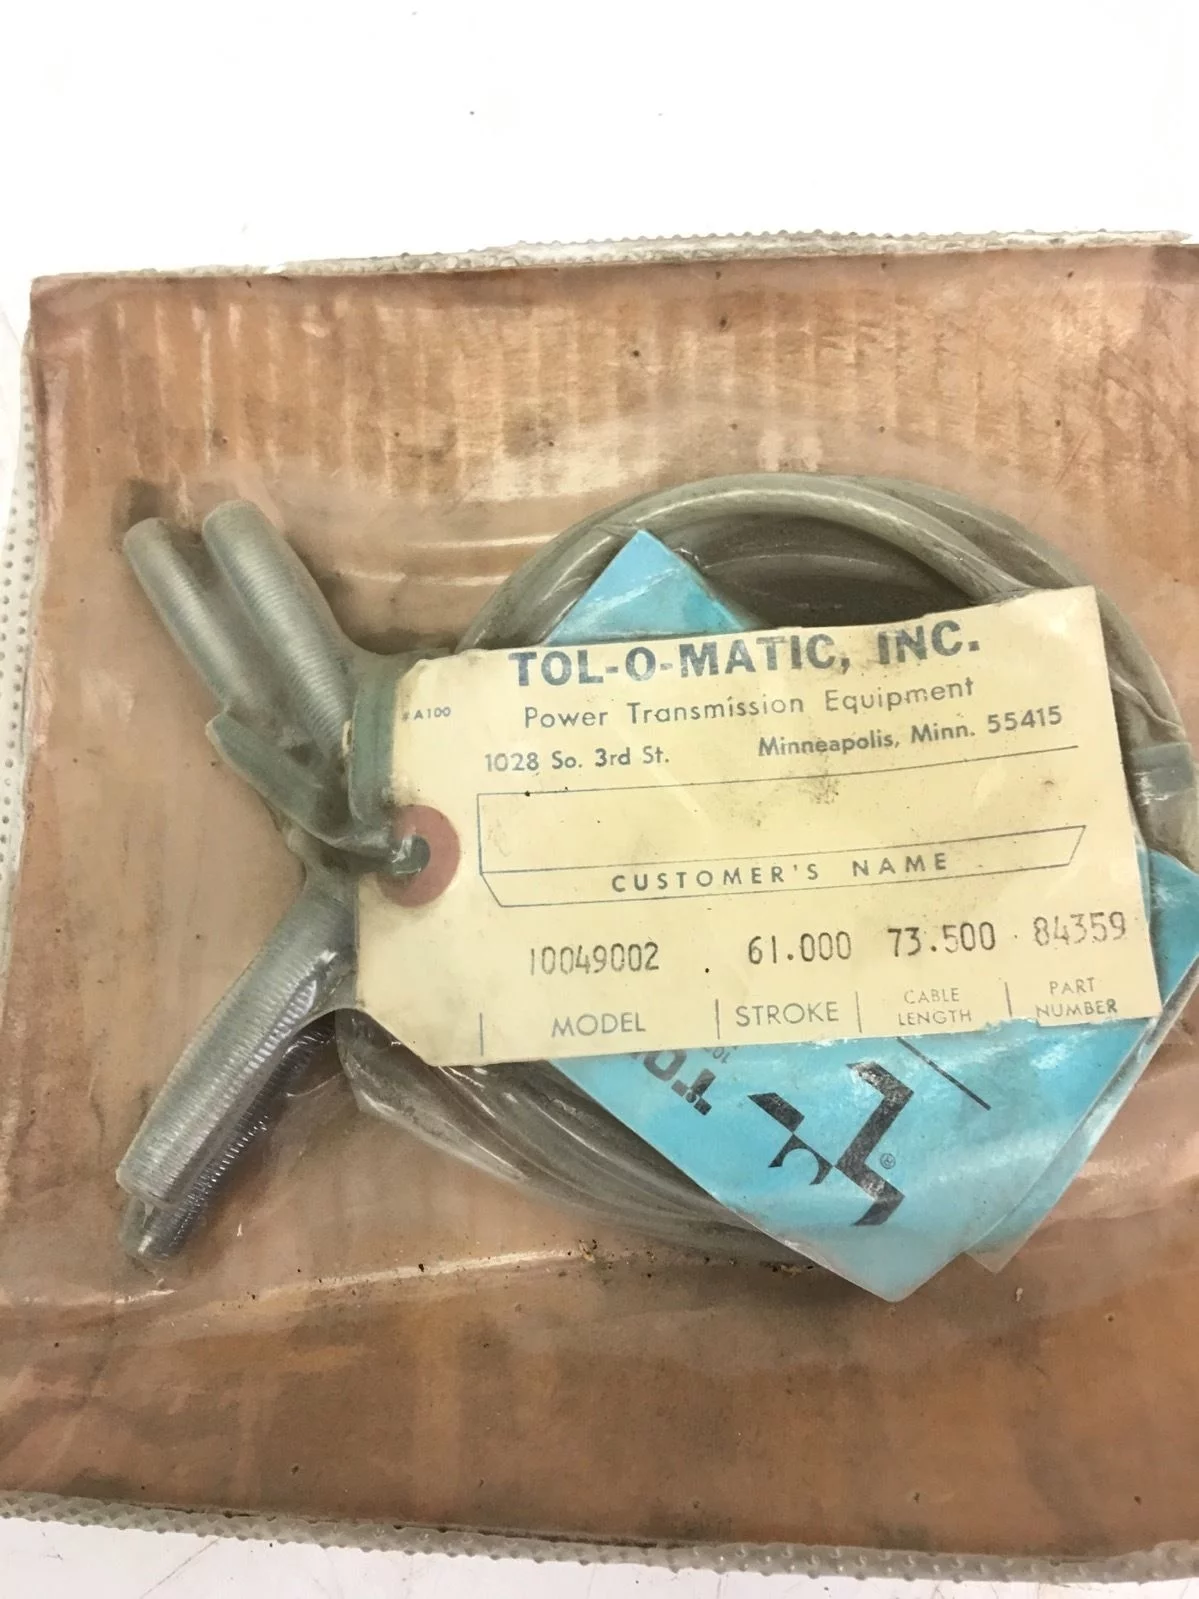 TOL-O-MATIC, INC.
# A100
Power Transmission Equipment
1028 So. 3rd St. Minneapolis, Minn. 55415
CUSTOMER'S NAME
10049002 61.000 73.500 84359
MODEL STROKE CABLE LENGTH PART NUMBER
®